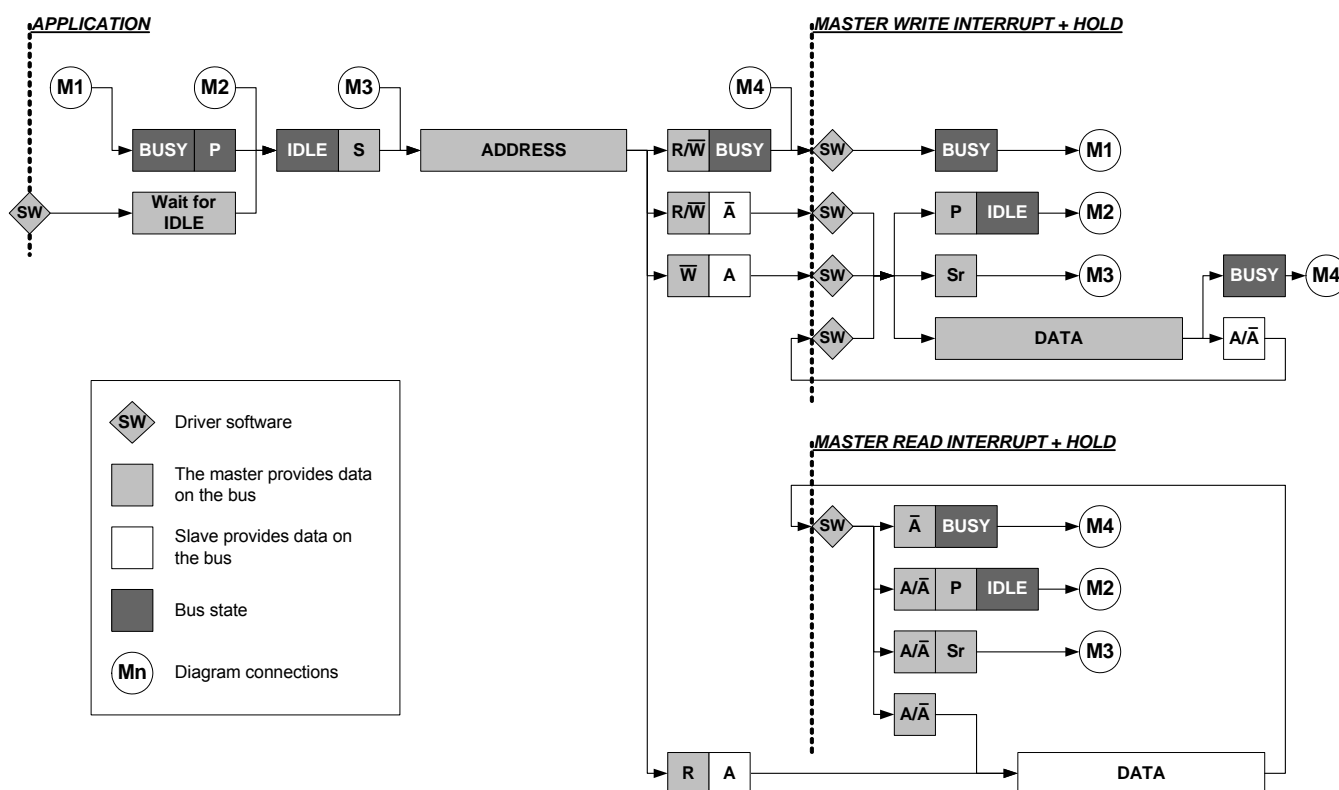 APPLICATION
MASTER WRITE INTERRUPT + HOLD
M1
M2
M3
M4
BUSY P
IDLE S
ADDRESS
R/W̅ BUSY
SW
BUSY
M1
SW
Wait for
IDLE
R/W̅ A̅
SW
P IDLE
M2
W̅ A
SW
Sr
M3
BUSY
M4
SW
DATA
A/A̅
SW Driver software
The master provides data
on the bus
Slave provides data on
the bus
Bus state
Mn Diagram connections
MASTER READ INTERRUPT + HOLD
SW
A̅ BUSY
M4
A/A̅ P IDLE
M2
A/A̅ Sr
M3
A/A̅
R A
DATA